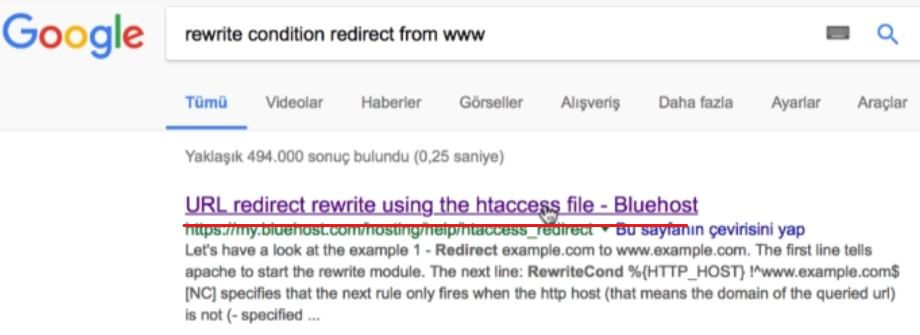 Google
rewrite condition redirect from www
Tümü Videolar Haberler Görseller Alışveriş Daha fazla Ayarlar Araçlar
Yaklaşık 494.000 sonuç bulundu (0,25 saniye)
URL redirect rewrite using the htaccess file - Bluehost
https://my.bluehost.com/hosting/help/htaccess_redirect ▼ Bu sayfanın çevirisini yap
Let's have a look at the example 1 - Redirect example.com to www.example.com. The first line tells
apache to start the rewrite module. The next line: RewriteCond %{HTTP_HOST} !^www.example.com$
[NC] specifies that the next rule only fires when the http host (that means the domain of the queried url)
is not (- specified ...